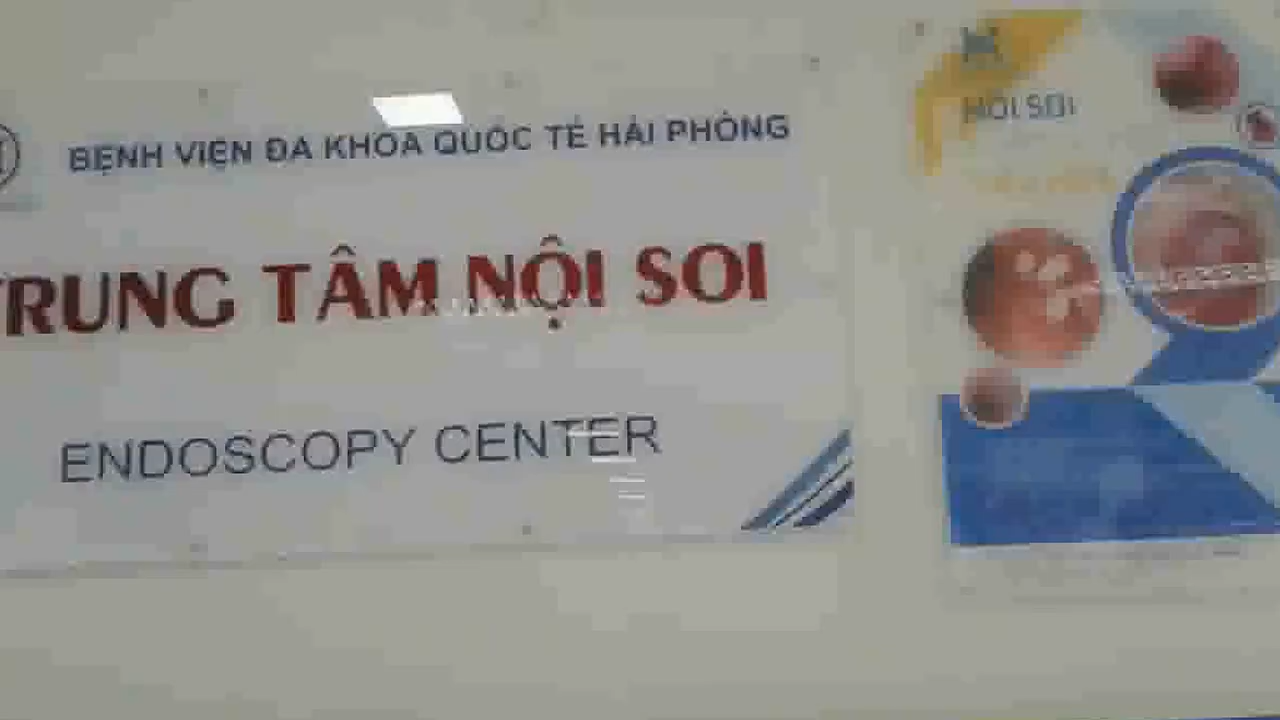 BỆNH VIỆN ĐA KHOA QUỐC TẾ HẢI PHÒNG
TRUNG TÂM NỘI SOI
ENDOSCOPY CENTER
NỘI SOI